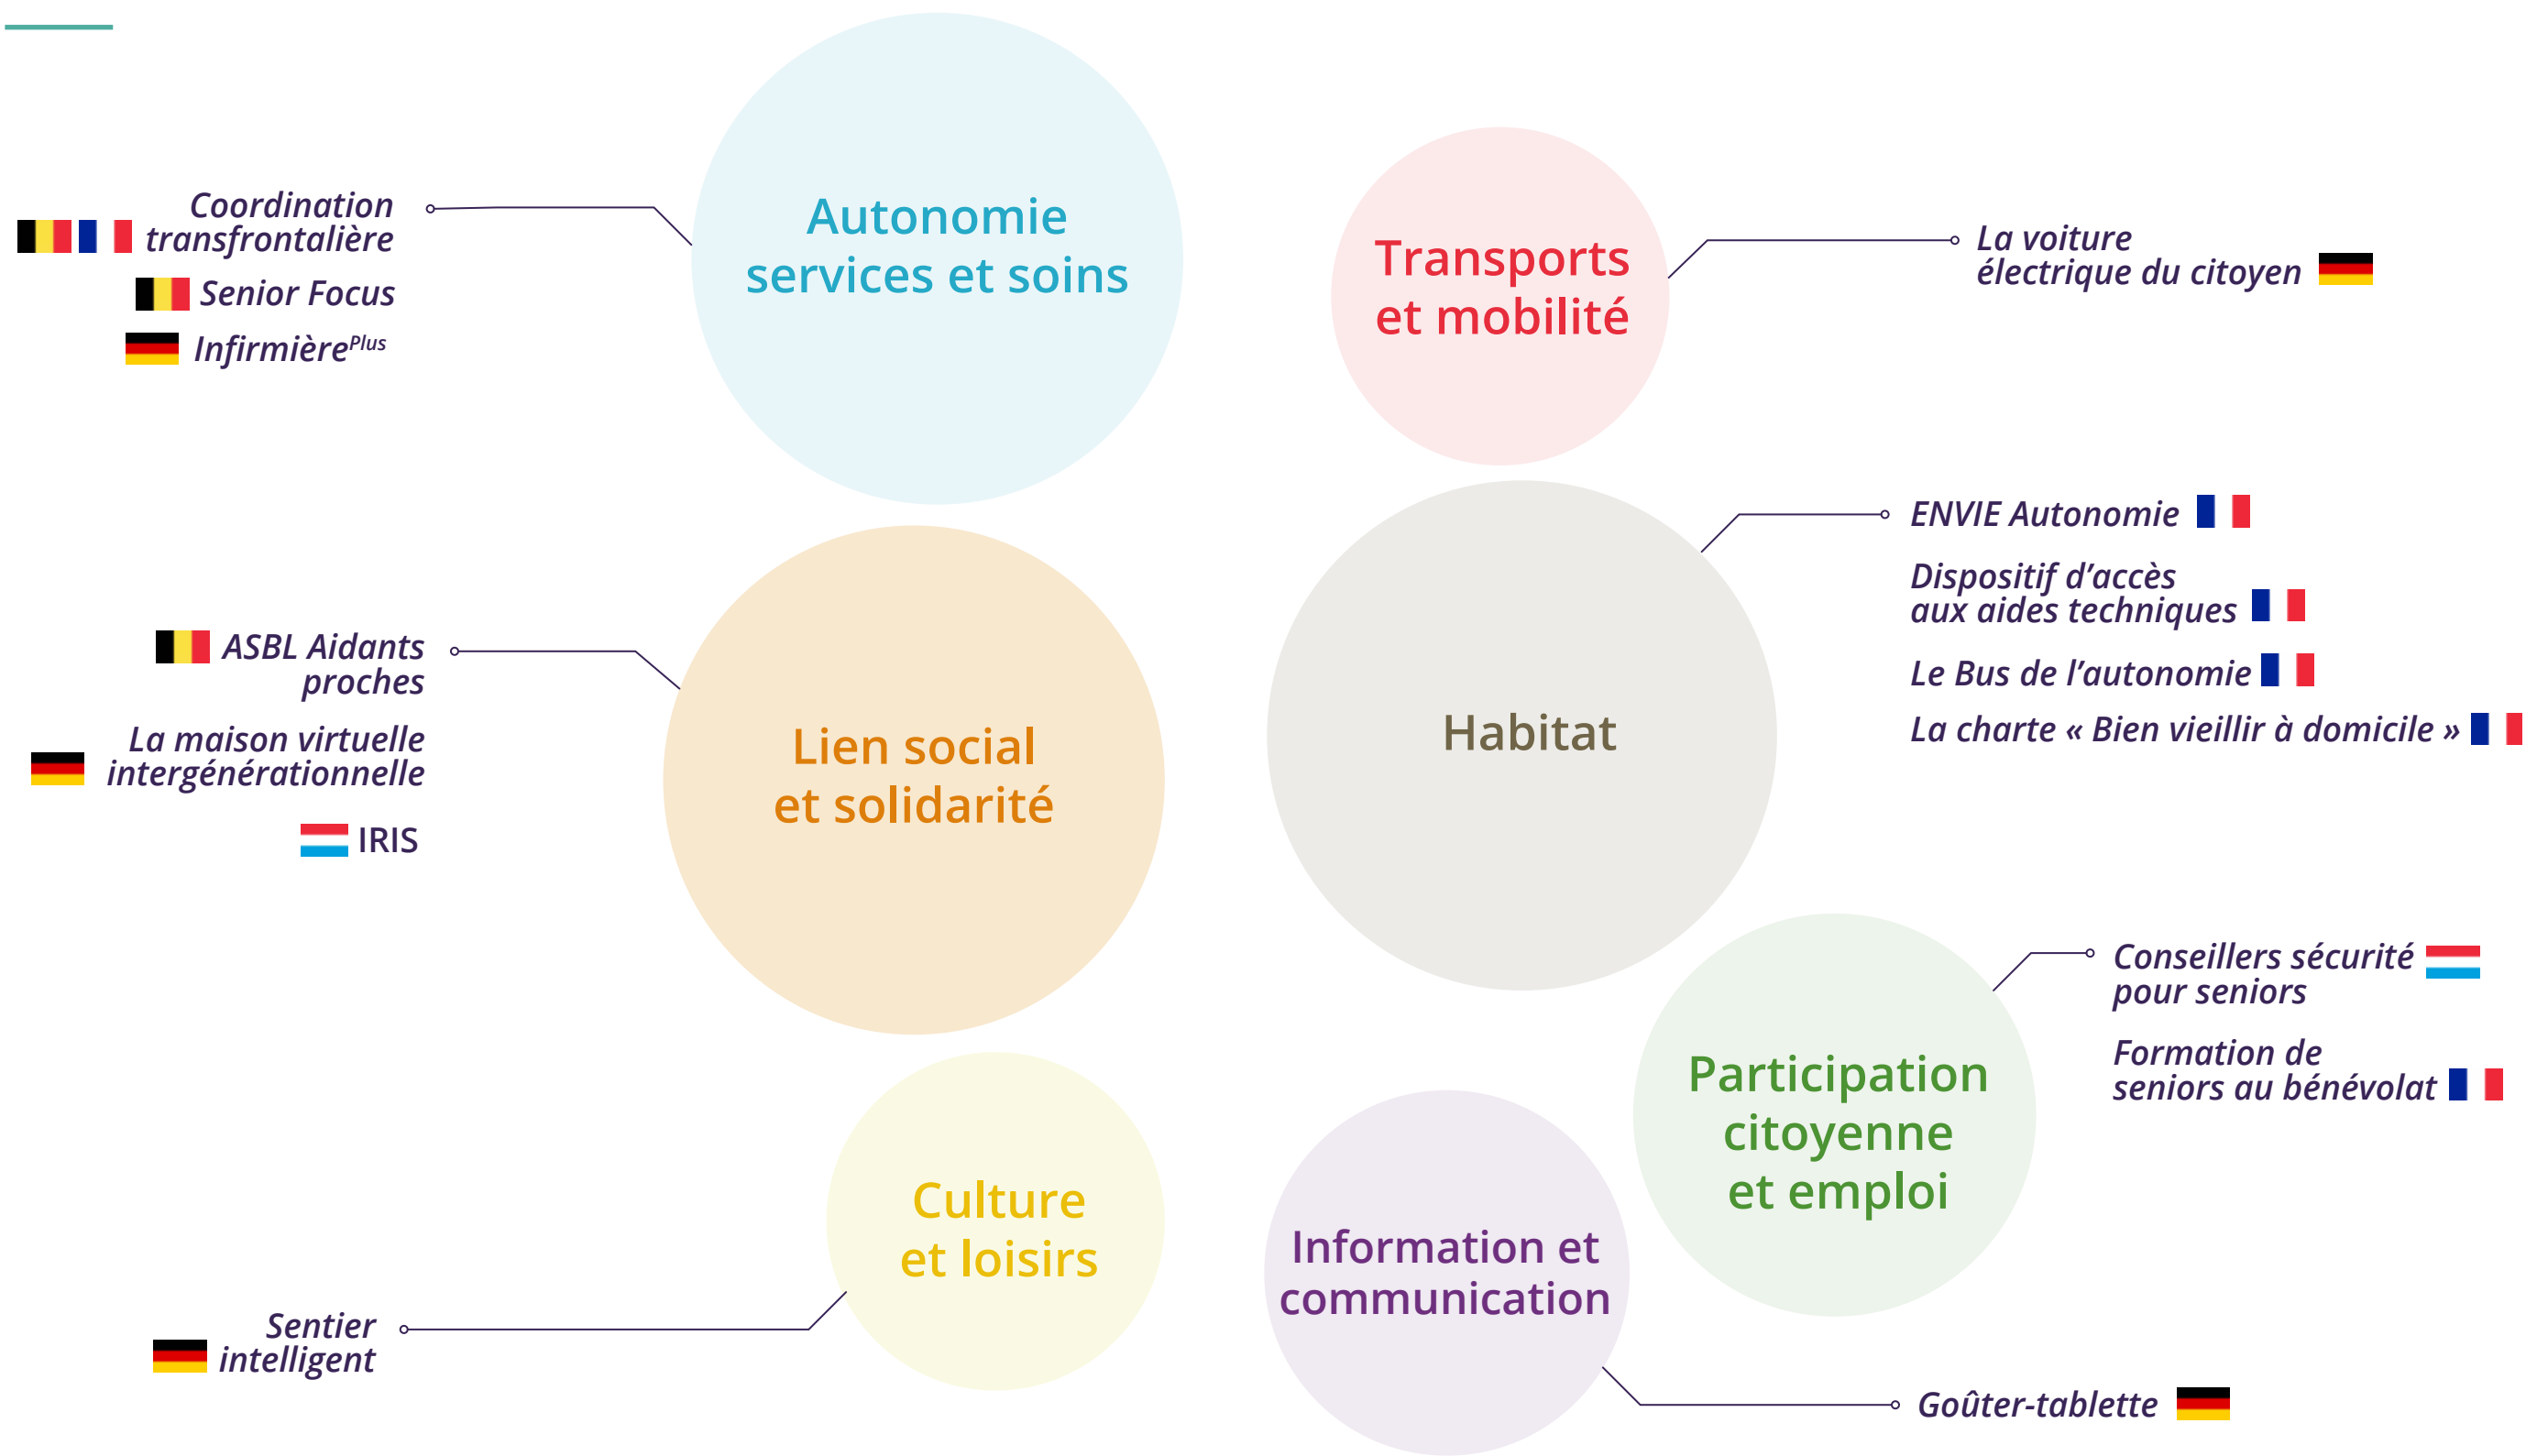 Autonomie
services et soins
Coordination
transfrontalière
Senior Focus
Infirmière^Plus
Transports
et mobilité
La voiture
électrique du citoyen
Lien social
et solidarité
ASBL Aidants
proches
La maison virtuelle
intergénérationnelle
IRIS
Habitat
ENVIE Autonomie
Dispositif d’accès
aux aides techniques
Le Bus de l’autonomie
La charte « Bien vieillir à domicile »
Participation
citoyenne
et emploi
Conseillers sécurité
pour seniors
Formation de
seniors au bénévolat
Culture
et loisirs
Sentier
intelligent
Information et
communication
Goûter-tablette